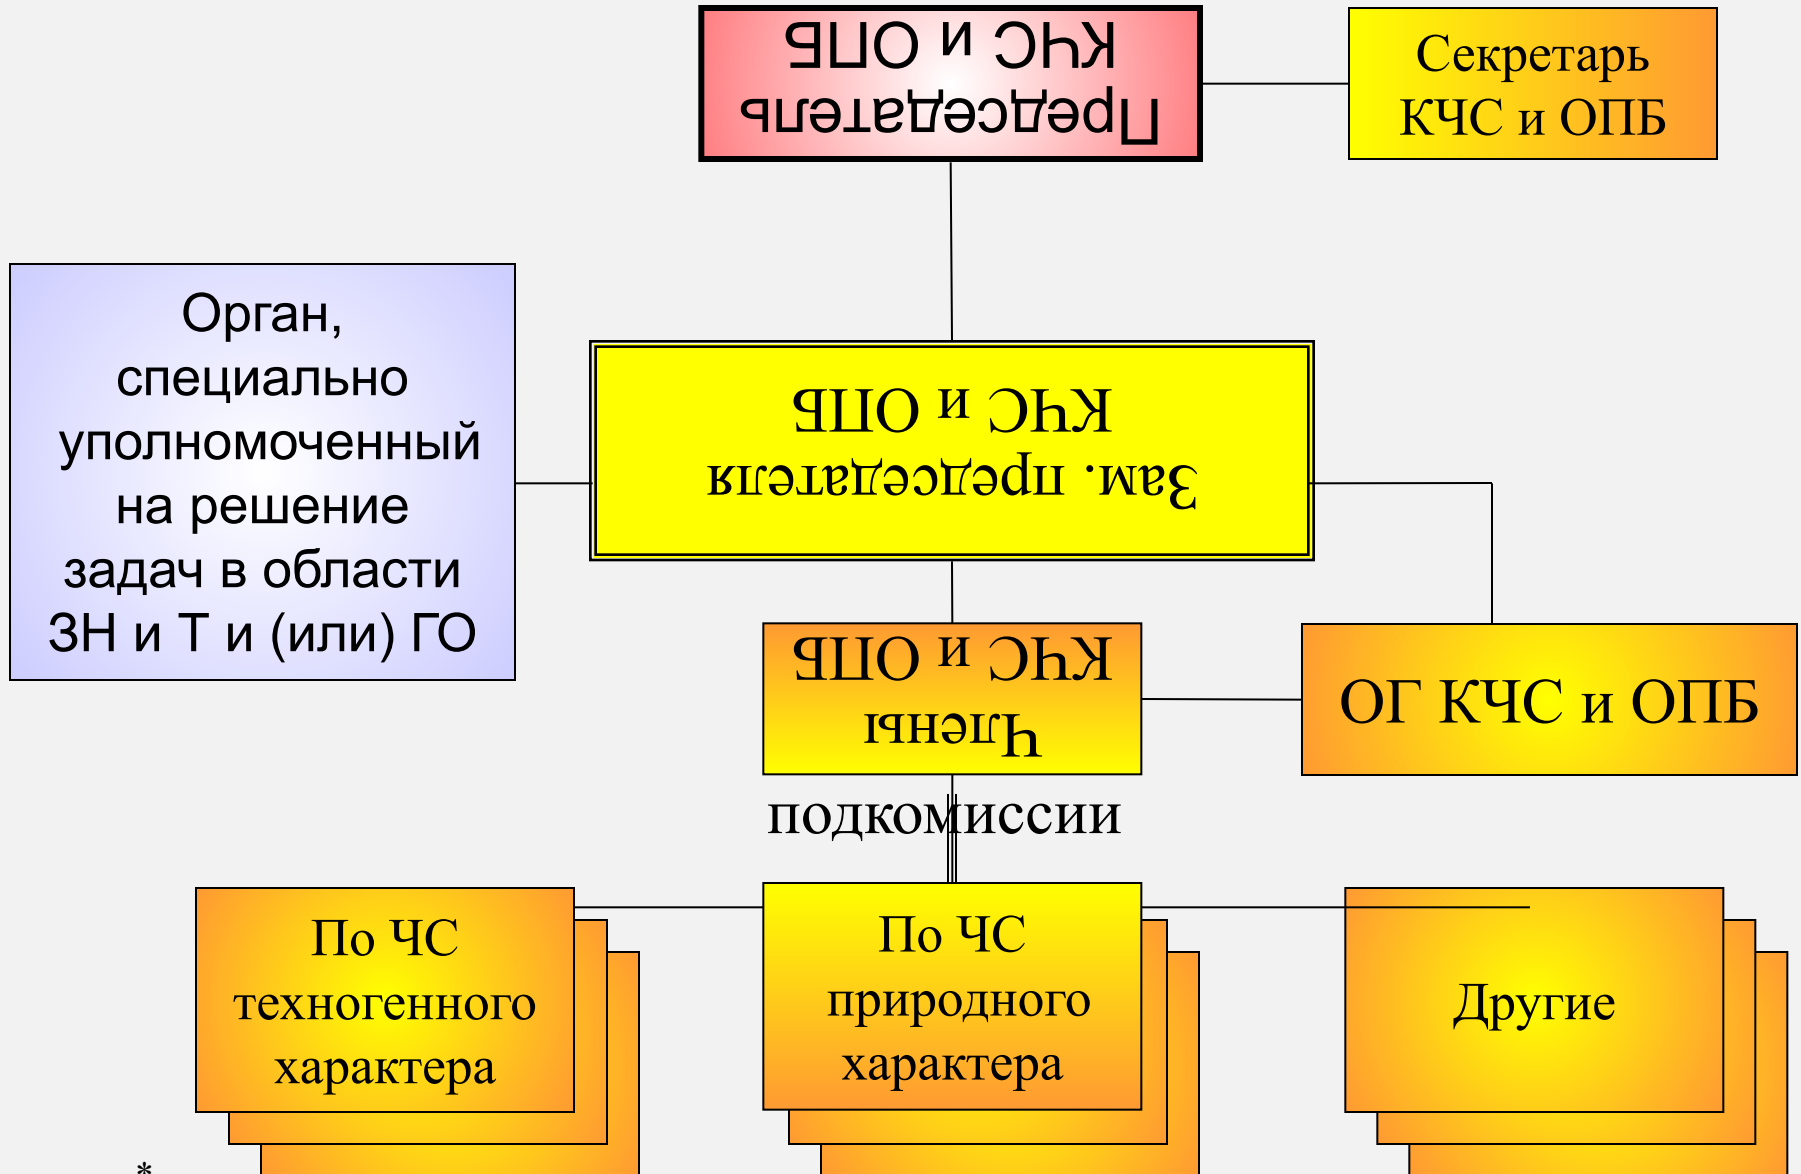 Председатель
КЧС и ОПБ
Секретарь
КЧС и ОПБ
Орган,
специально
уполномоченный
на решение
задач в области
ЗН и Т и (или) ГО
Зам. председателя
КЧС и ОПБ
Члены
КЧС и ОПБ
ОГ КЧС и ОПБ
подкомиссии
По ЧС
техногенного
характера
По ЧС
природного
характера
Другие
*